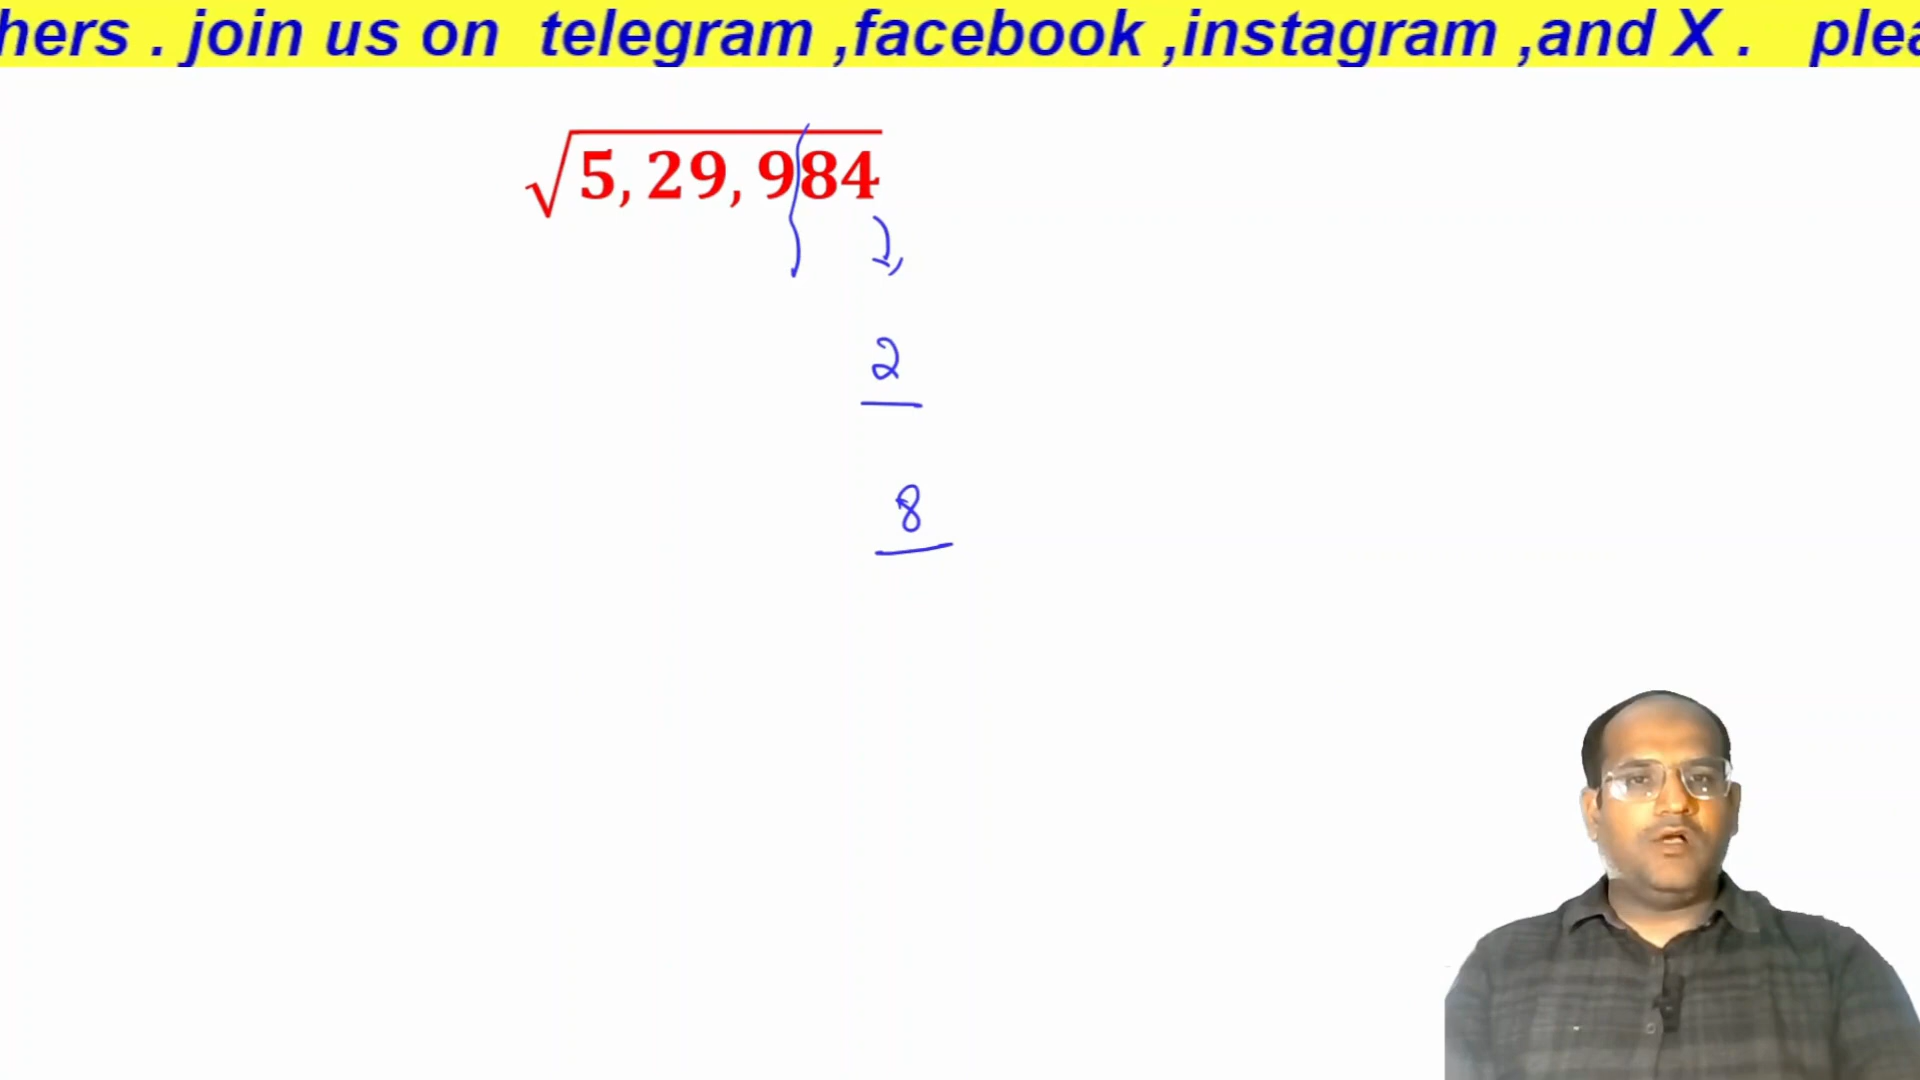 hers . join us on telegram ,facebook ,instagram ,and X . plea
√5,29,984
2
8